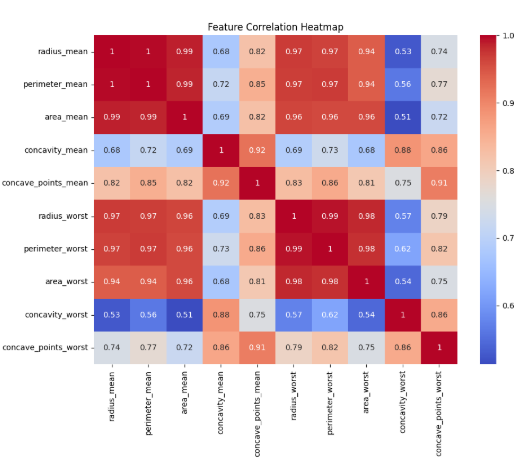 Feature Correlation Heatmap
radius_mean 1 1 0.99 0.68 0.82 0.97 0.97 0.94 0.53 0.74
perimeter_mean 1 1 0.99 0.72 0.85 0.97 0.97 0.94 0.56 0.77
area_mean 0.99 0.99 1 0.69 0.82 0.96 0.96 0.96 0.51 0.72
concavity_mean 0.68 0.72 0.69 1 0.92 0.69 0.73 0.68 0.88 0.86
concave_points_mean 0.82 0.85 0.82 0.92 1 0.83 0.86 0.81 0.75 0.91
radius_worst 0.97 0.97 0.96 0.69 0.83 1 0.99 0.98 0.57 0.79
perimeter_worst 0.97 0.97 0.96 0.73 0.86 0.99 1 0.98 0.62 0.82
area_worst 0.94 0.94 0.96 0.68 0.81 0.98 0.98 1 0.54 0.75
concavity_worst 0.53 0.56 0.51 0.88 0.75 0.57 0.62 0.54 1 0.86
concave_points_worst 0.74 0.77 0.72 0.86 0.91 0.79 0.82 0.75 0.86 1
radius_mean
perimeter_mean
area_mean
concavity_mean
concave_points_mean
radius_worst
perimeter_worst
area_worst
concavity_worst
concave_points_worst
1.0
0.9
0.8
0.7
0.6